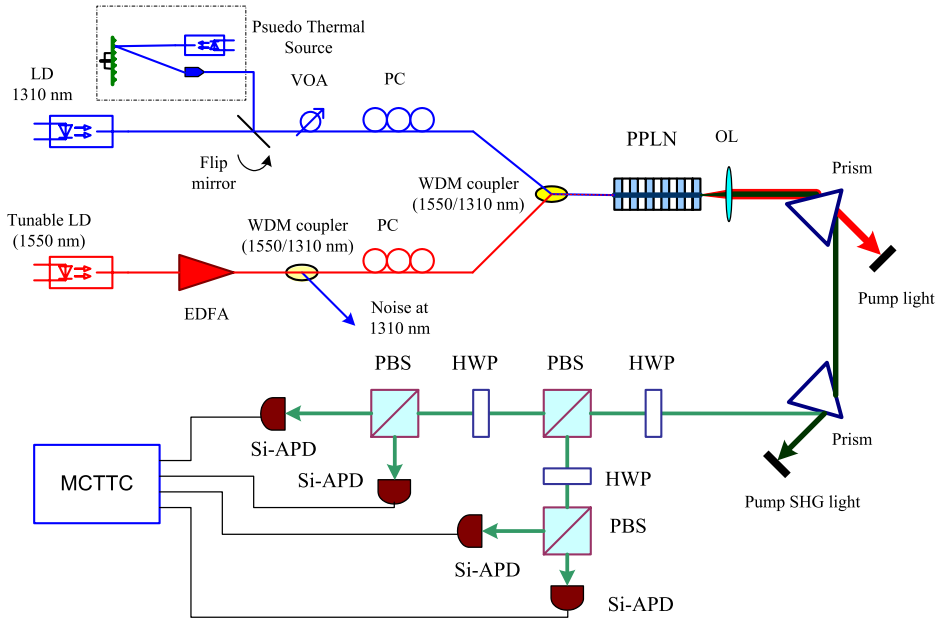 Psuedo Thermal
Source
LD
1310 nm
VOA
PC
Flip
mirror
WDM coupler
(1550/1310 nm)
PPLN
OL
Prism
Tunable LD
(1550 nm)
WDM coupler
(1550/1310 nm)
PC
EDFA
Noise at
1310 nm
Pump light
PBS
HWP
PBS
HWP
Prism
Si-APD
Si-APD
HWP
Pump SHG light
MCTTC
PBS
Si-APD
Si-APD